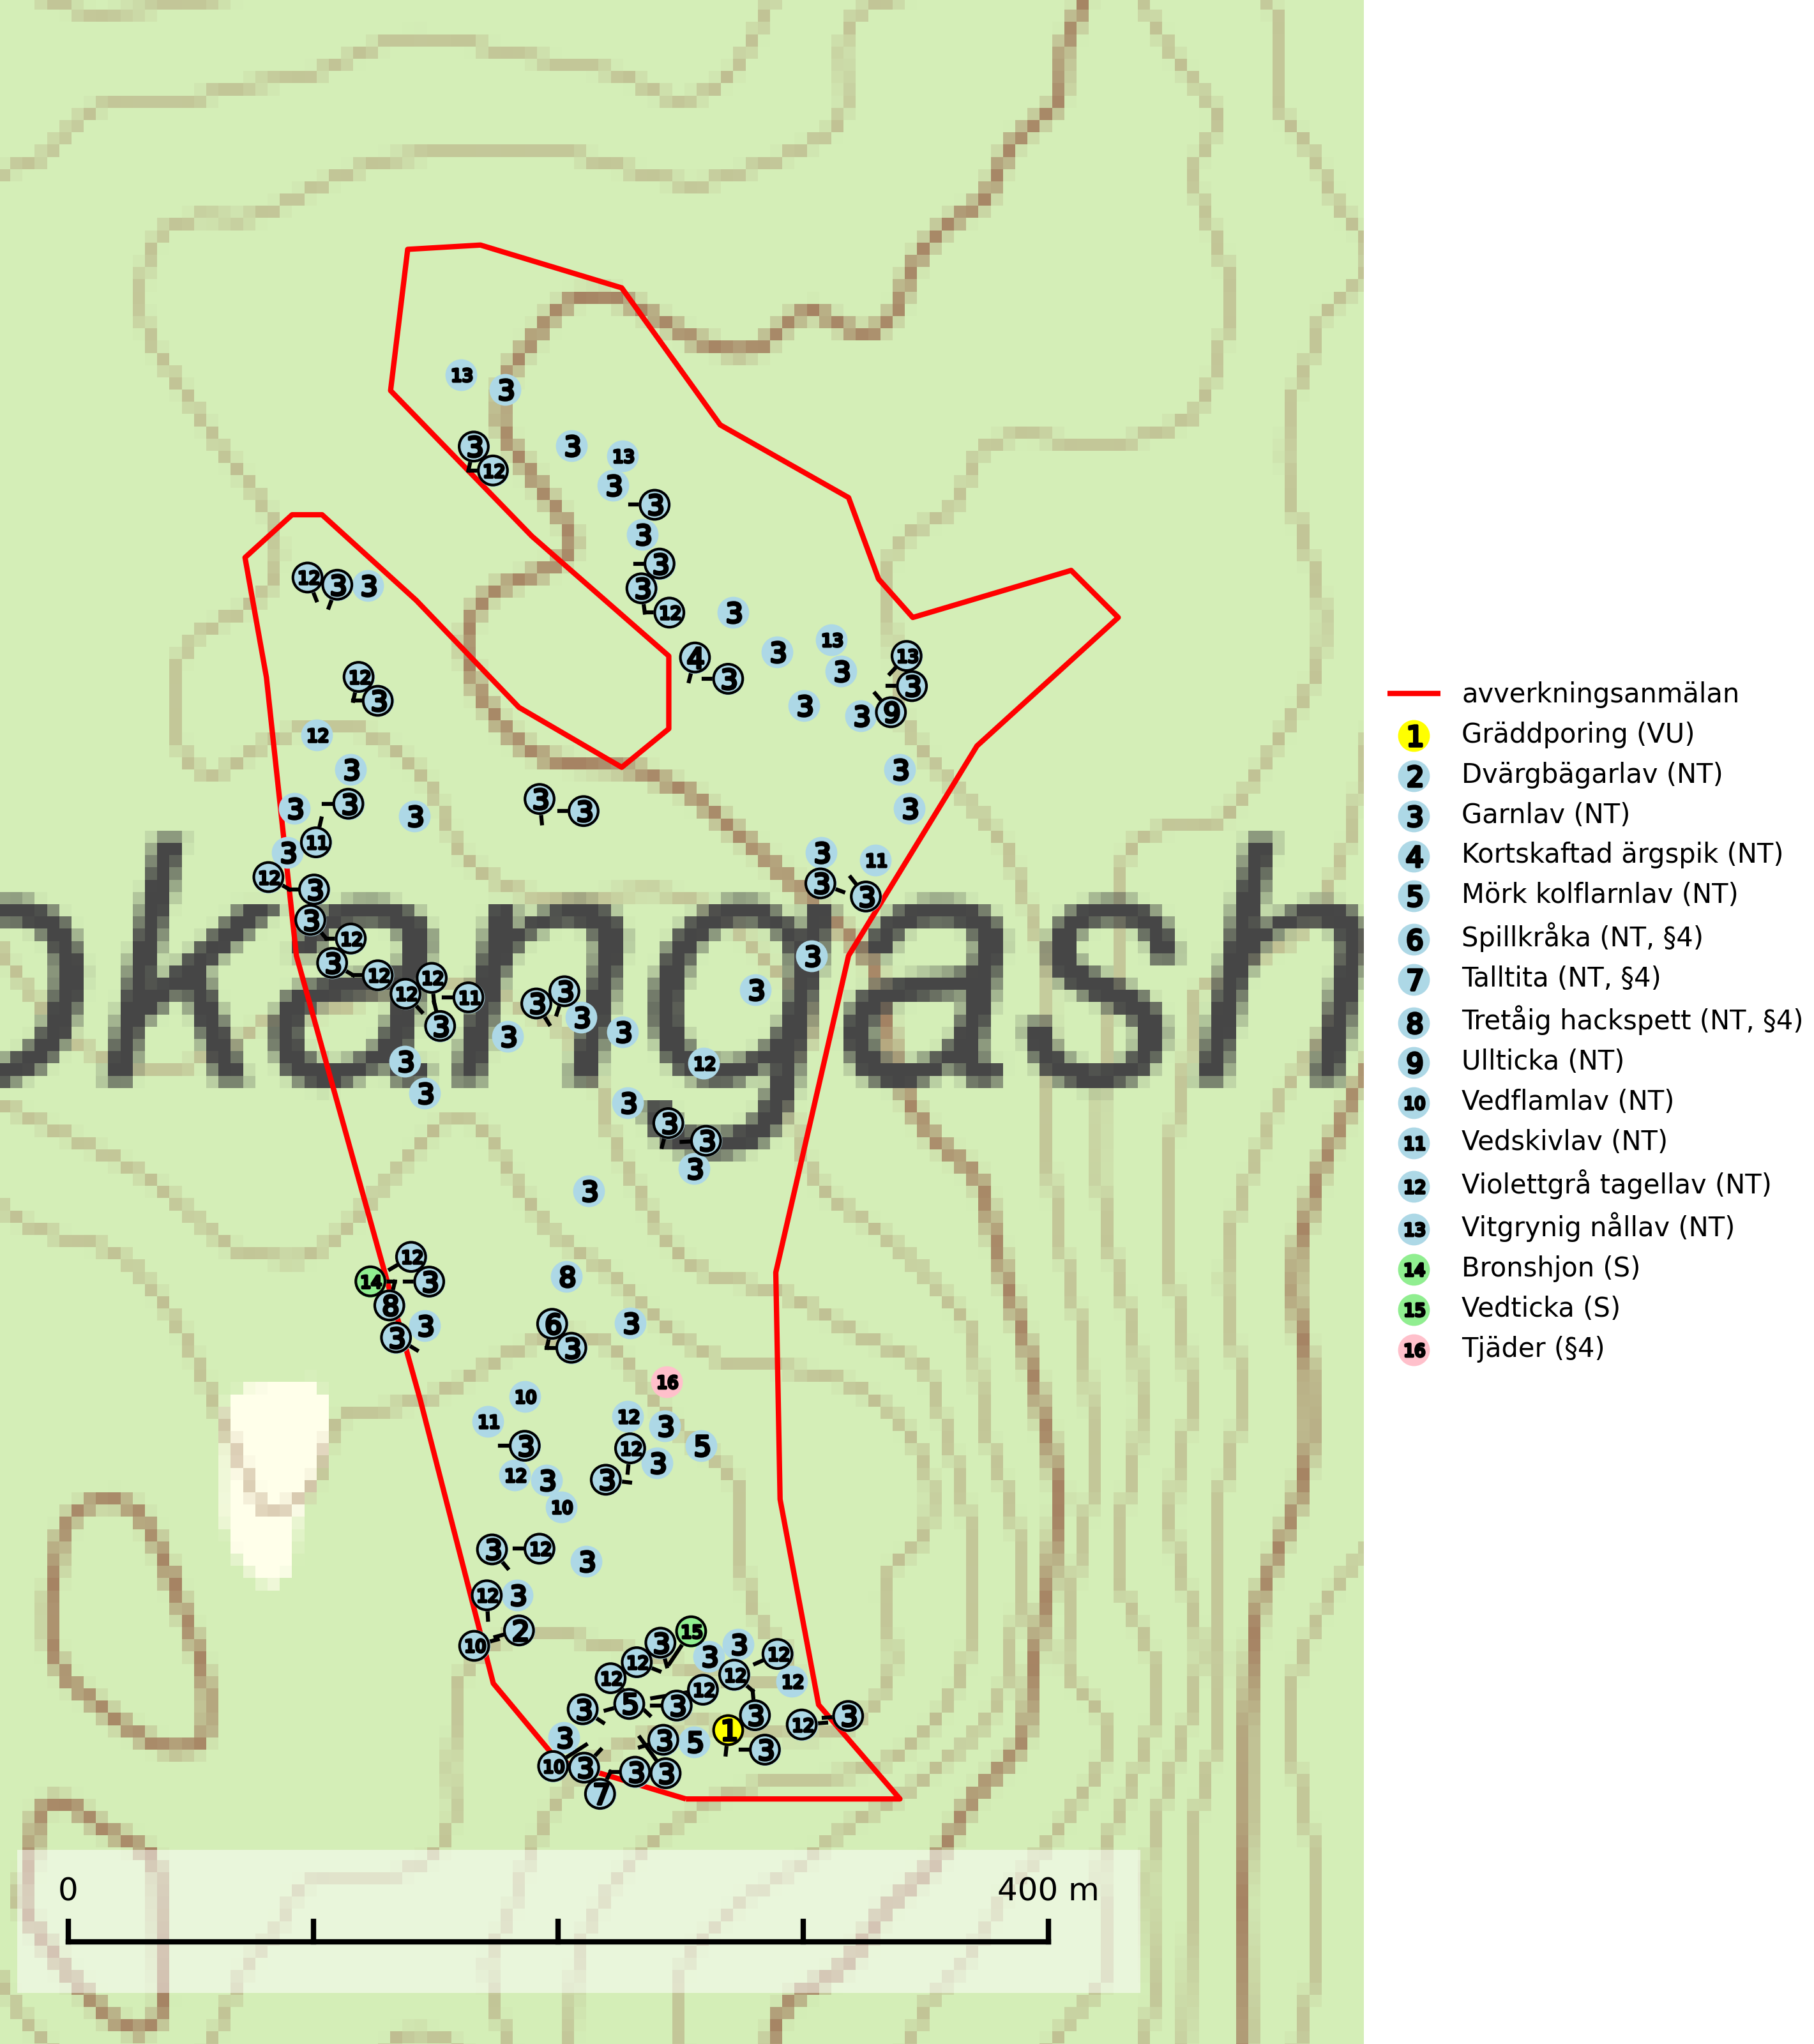 okangash
avverkningsanmälan
1 Gräddporing (VU)
2 Dvärgbägarlav (NT)
3 Garnlav (NT)
4 Kortskaftad ärgspik (NT)
5 Mörk kolflarnlav (NT)
6 Spillkråka (NT, §4)
7 Talltita (NT, §4)
8 Tretåig hackspett (NT, §4)
9 Ullticka (NT)
10 Vedflamlav (NT)
11 Vedskivlav (NT)
12 Violettgrå tagellav (NT)
13 Vitgrynig nållav (NT)
14 Bronshjon (S)
15 Vedticka (S)
16 Tjäder (§4)
0 400 m